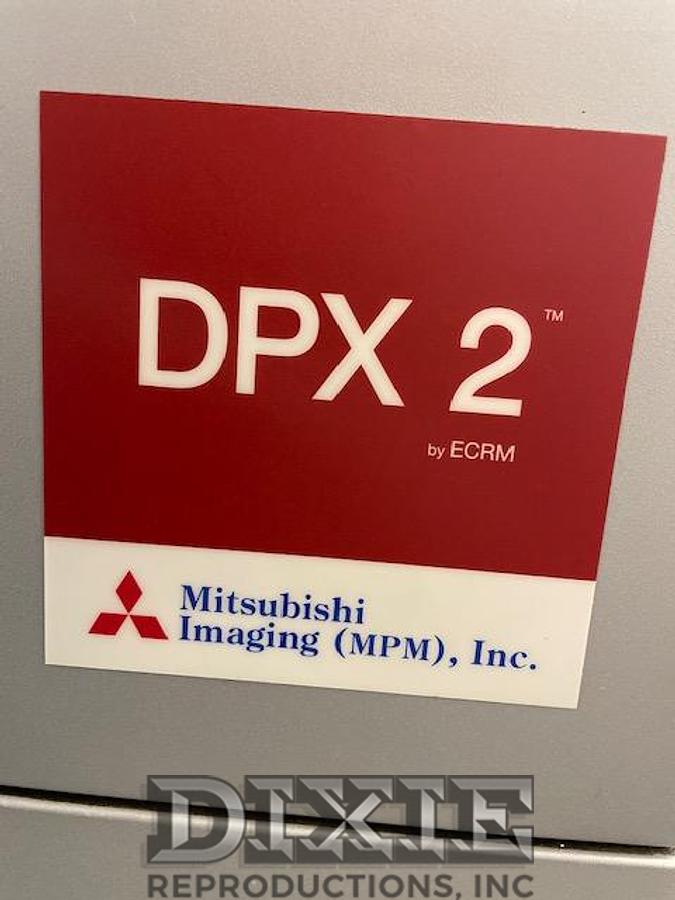 DPX 2™
by ECRM
Mitsubishi
Imaging (MPM), Inc.
DIXIE
REPRODUCTIONS, INC